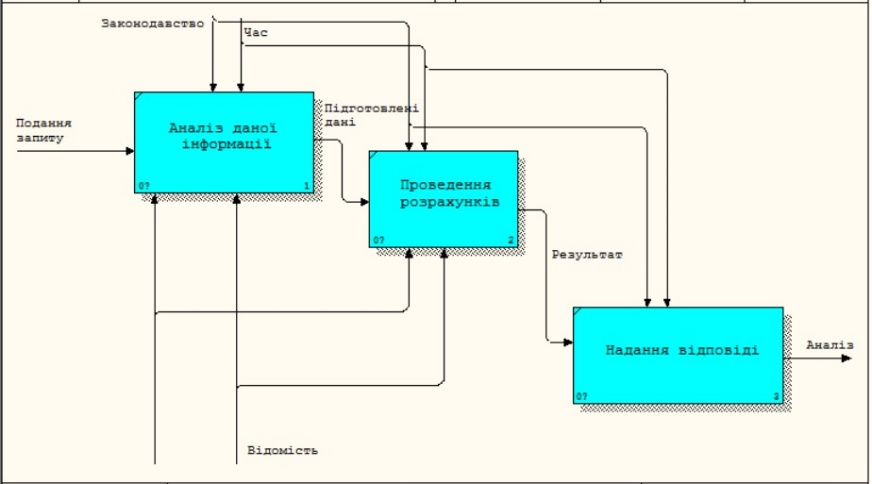 Законодавство
Час
Подання
запиту
Аналіз даної
інформації
0?
1
Підготовлені
дані
Проведення
розрахунків
0?
2
Результат
Надання відповіді
0?
3
Аналіз
Відомість